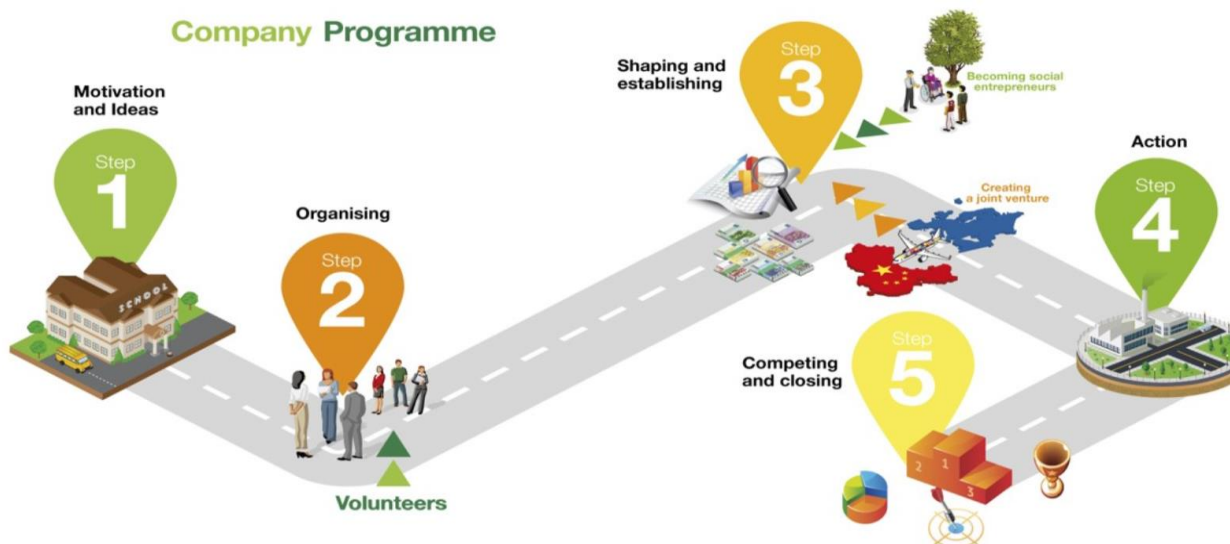 Company Programme
Motivation
and Ideas
Step
1
SCHOOL
Organising
Step
2
Volunteers
Shaping and
establishing
Step
3
Becoming social
entrepreneurs
Creating
a joint venture
Action
Step
4
Competing
and closing
Step
5
1
2
3